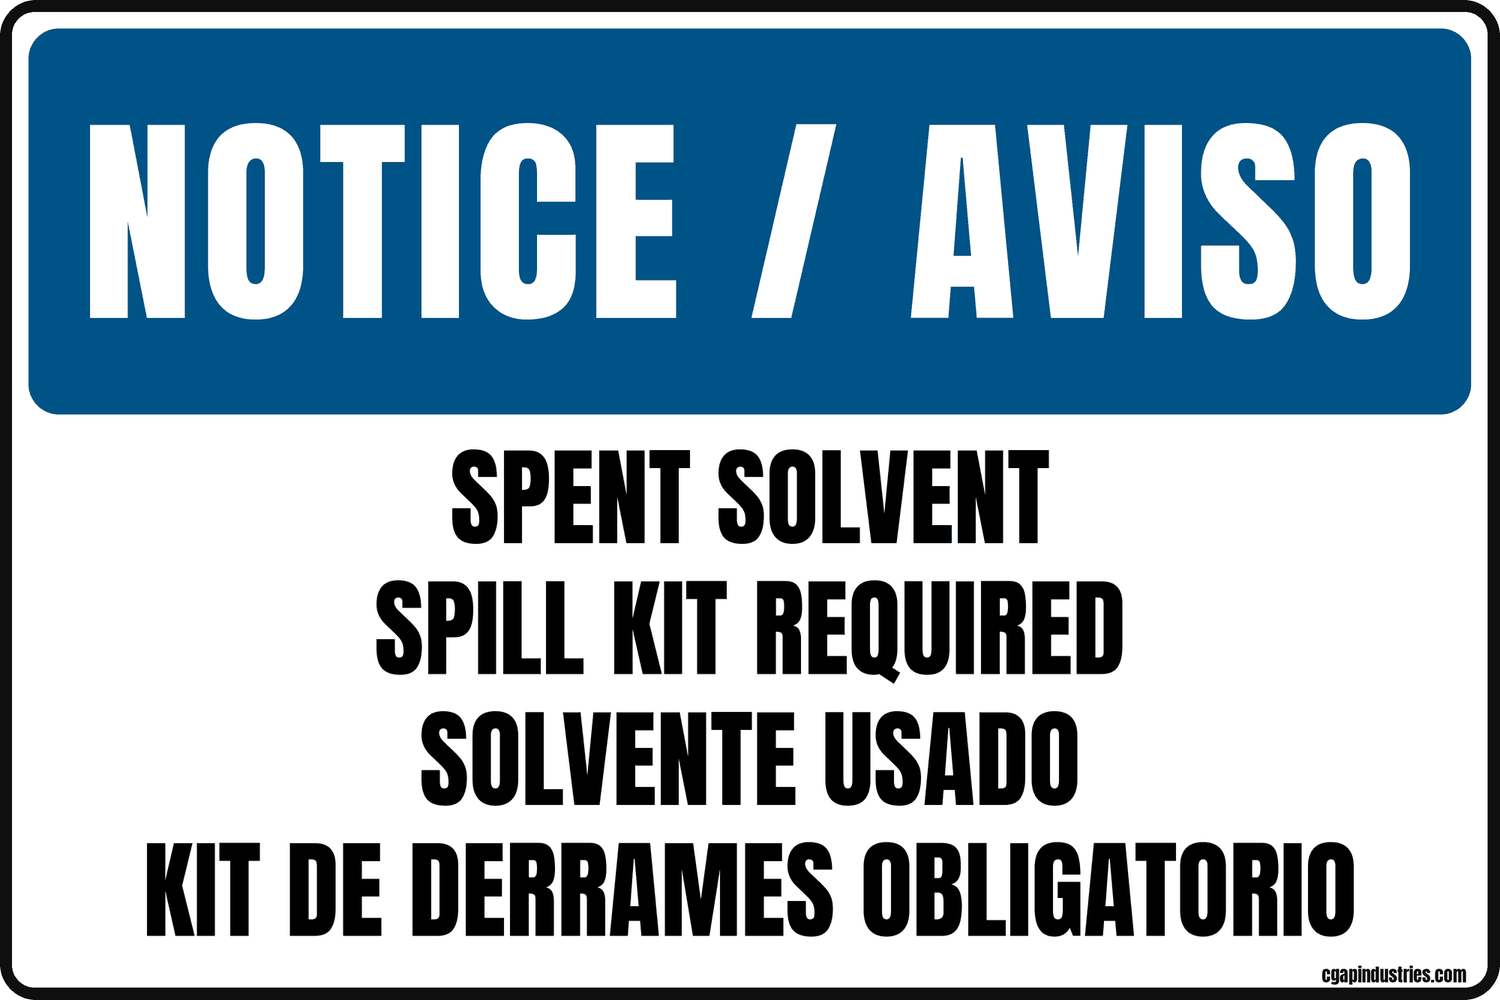 NOTICE / AVISO
SPENT SOLVENT
SPILL KIT REQUIRED
SOLVENTE USADO
KIT DE DERRAMES OBLIGATORIO
cgapindustries.com